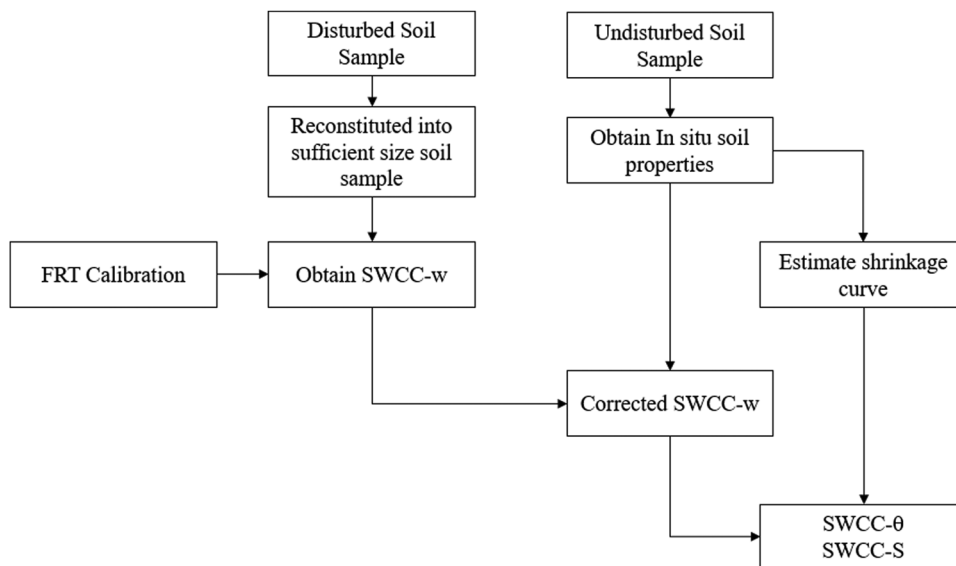 Disturbed Soil
Sample
Undisturbed Soil
Sample
Reconstituted into
sufficient size soil
sample
Obtain In situ soil
properties
FRT Calibration
Obtain SWCC-w
Estimate shrinkage
curve
Corrected SWCC-w
SWCC-θ
SWCC-S